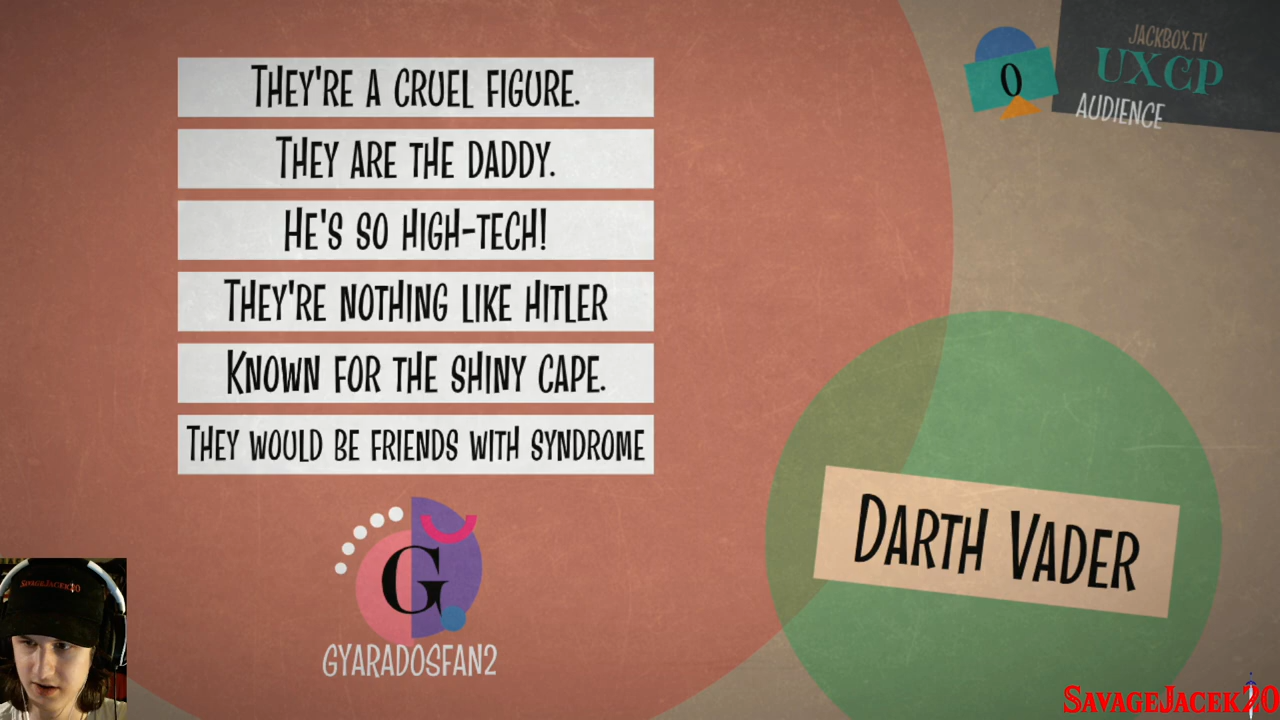 THEY'RE A CRUEL FIGURE.
THEY ARE THE DADDY.
HE'S SO HIGH-TECH!
THEY'RE NOTHING LIKE HITLER
KNOWN FOR THE SHINY CAPE.
THEY WOULD BE FRIENDS WITH SYNDROME
G
GYARADOSFAN2
DARTH VADER
0
JACKBOX.TV
UXCP
AUDIENCE
SAVAGEJACEK20
SAVAGEJACEK20